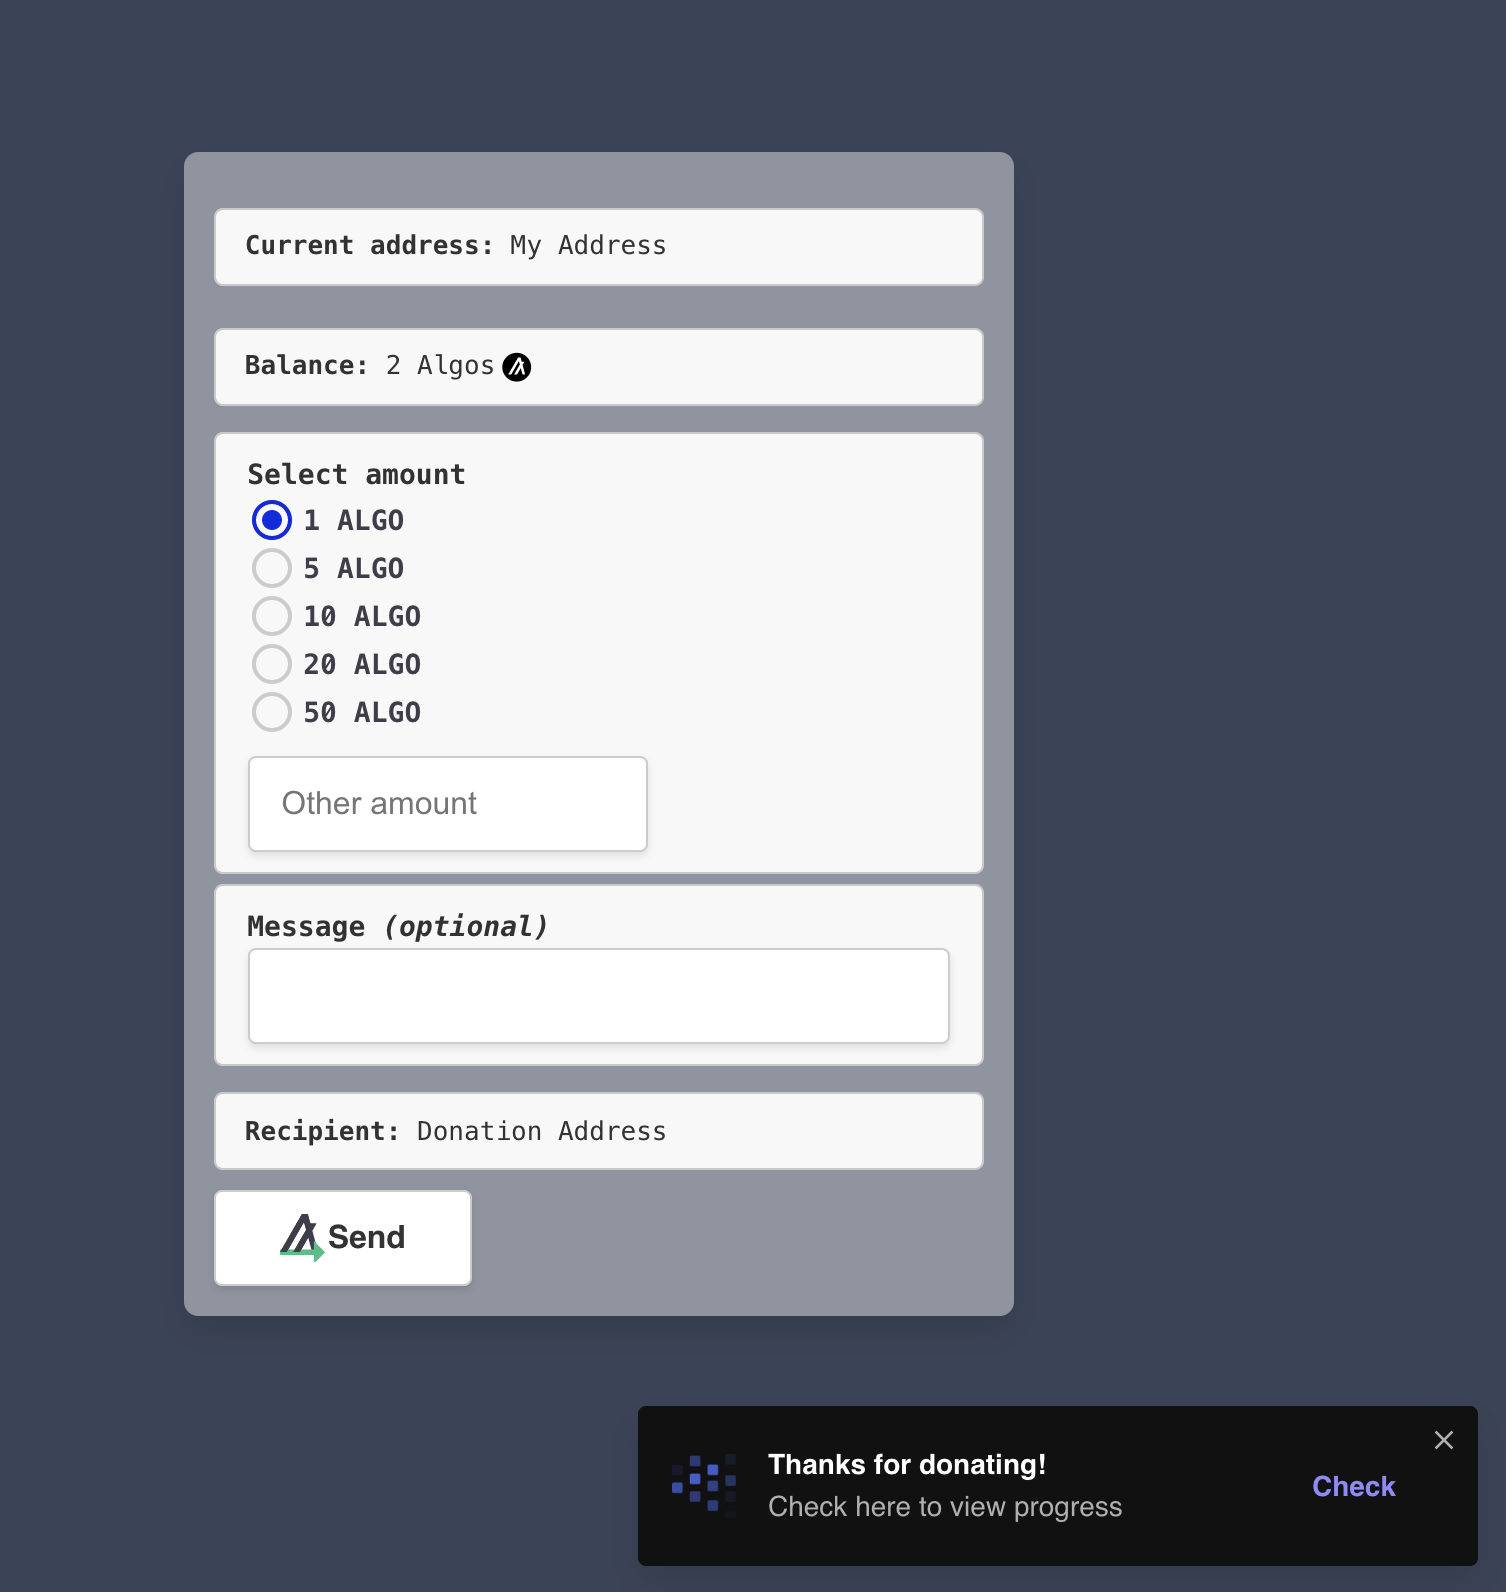 Current address: My Address
Balance: 2 Algos
Select amount
1 ALGO
5 ALGO
10 ALGO
20 ALGO
50 ALGO
Other amount
Message (optional)
Recipient: Donation Address
Send
Thanks for donating!
Check here to view progress
Check